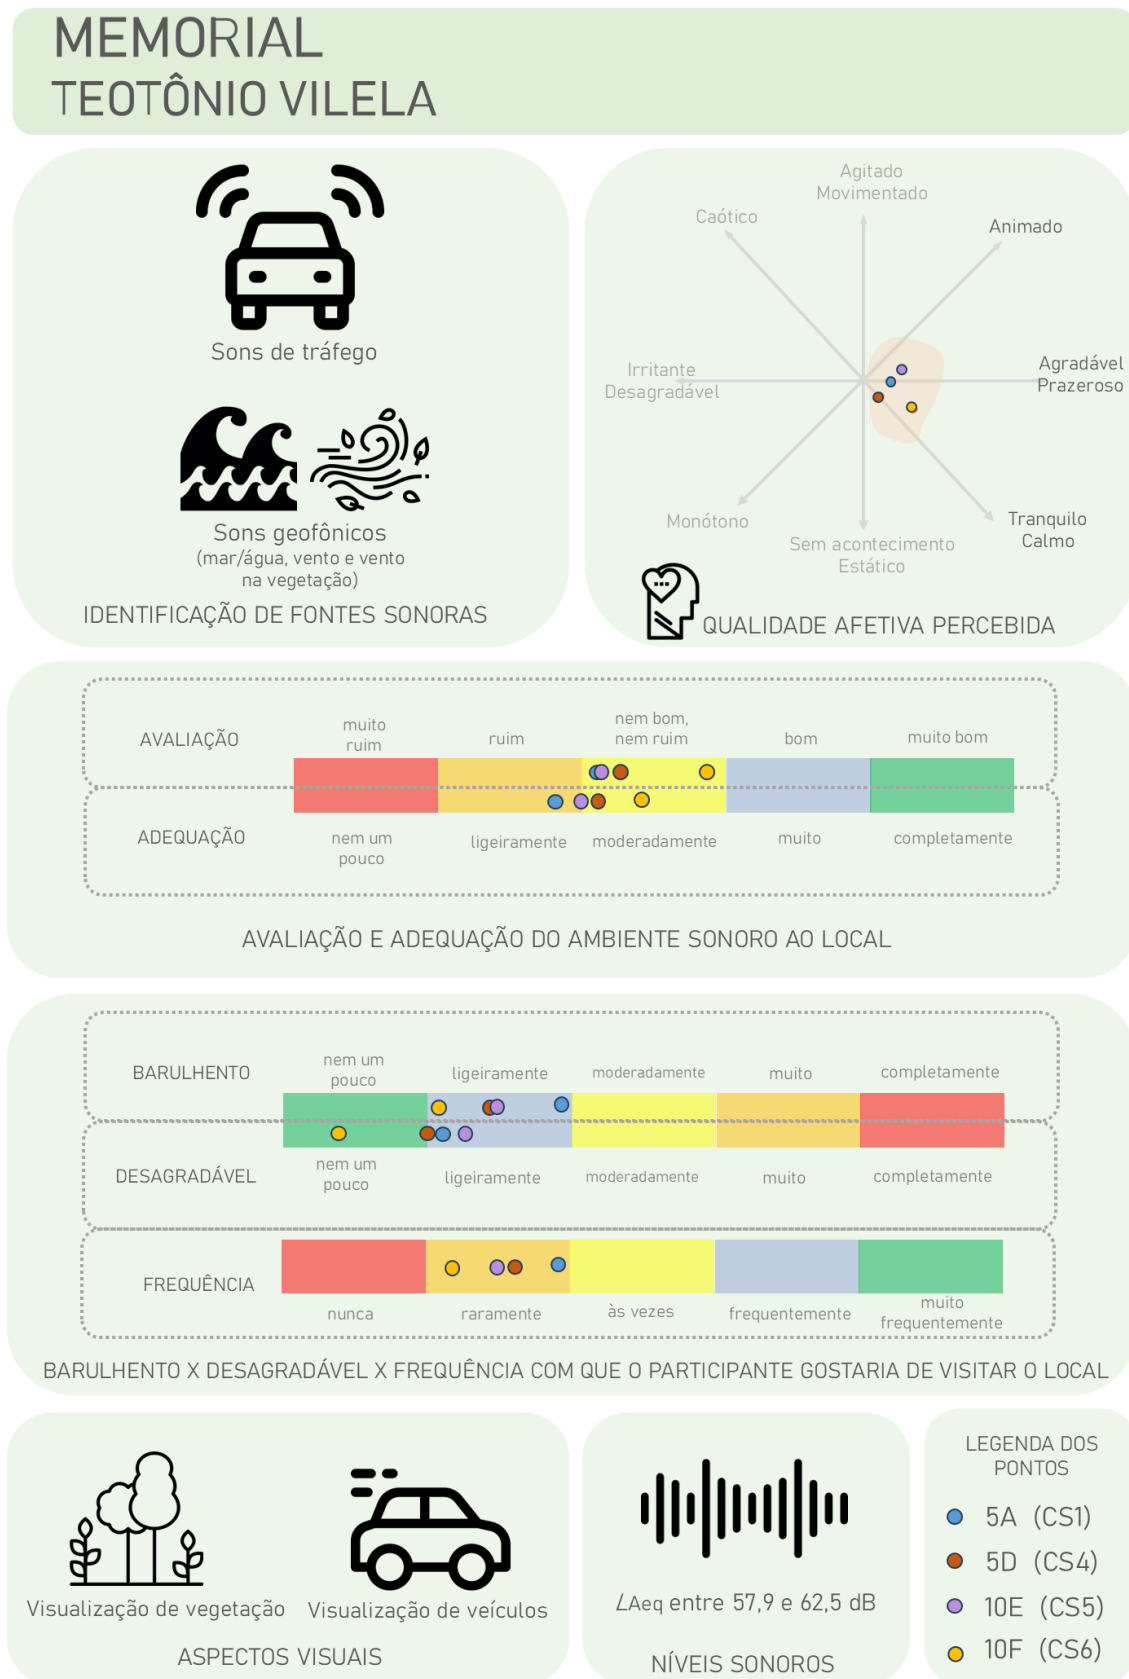 MEMORIAL
TEOTÔNIO VILELA
Sons de tráfego
Sons geofônicos
(mar/água, vento e vento
na vegetação)
IDENTIFICAÇÃO DE FONTES SONORAS
Agitado
Movimentado
Caótico
Animado
Irritante
Desagradável
Agradável
Prazeroso
Monótono
Tranquilo
Calmo
Sem acontecimento
Estático
QUALIDADE AFETIVA PERCEBIDA
AVALIAÇÃO
muito
ruim
ruim
nem bom,
nem ruim
bom
muito bom
ADEQUAÇÃO
nem um
pouco
ligeiramente
moderadamente
muito
completamente
AVALIAÇÃO E ADEQUAÇÃO DO AMBIENTE SONORO AO LOCAL
BARULHENTO
nem um
pouco
ligeiramente
moderadamente
muito
completamente
DESAGRADÁVEL
nem um
pouco
ligeiramente
moderadamente
muito
completamente
FREQUÊNCIA
nunca
raramente
às vezes
frequentemente
muito
frequentemente
BARULHENTO X DESAGRADÁVEL X FREQUÊNCIA COM QUE O PARTICIPANTE GOSTARIA DE VISITAR O LOCAL
Visualização de vegetação
Visualização de veículos
ASPECTOS VISUAIS
LAeq entre 57,9 e 62,5 dB
NÍVEIS SONOROS
LEGENDA DOS
PONTOS
5A (CS1)
5D (CS4)
10E (CS5)
10F (CS6)